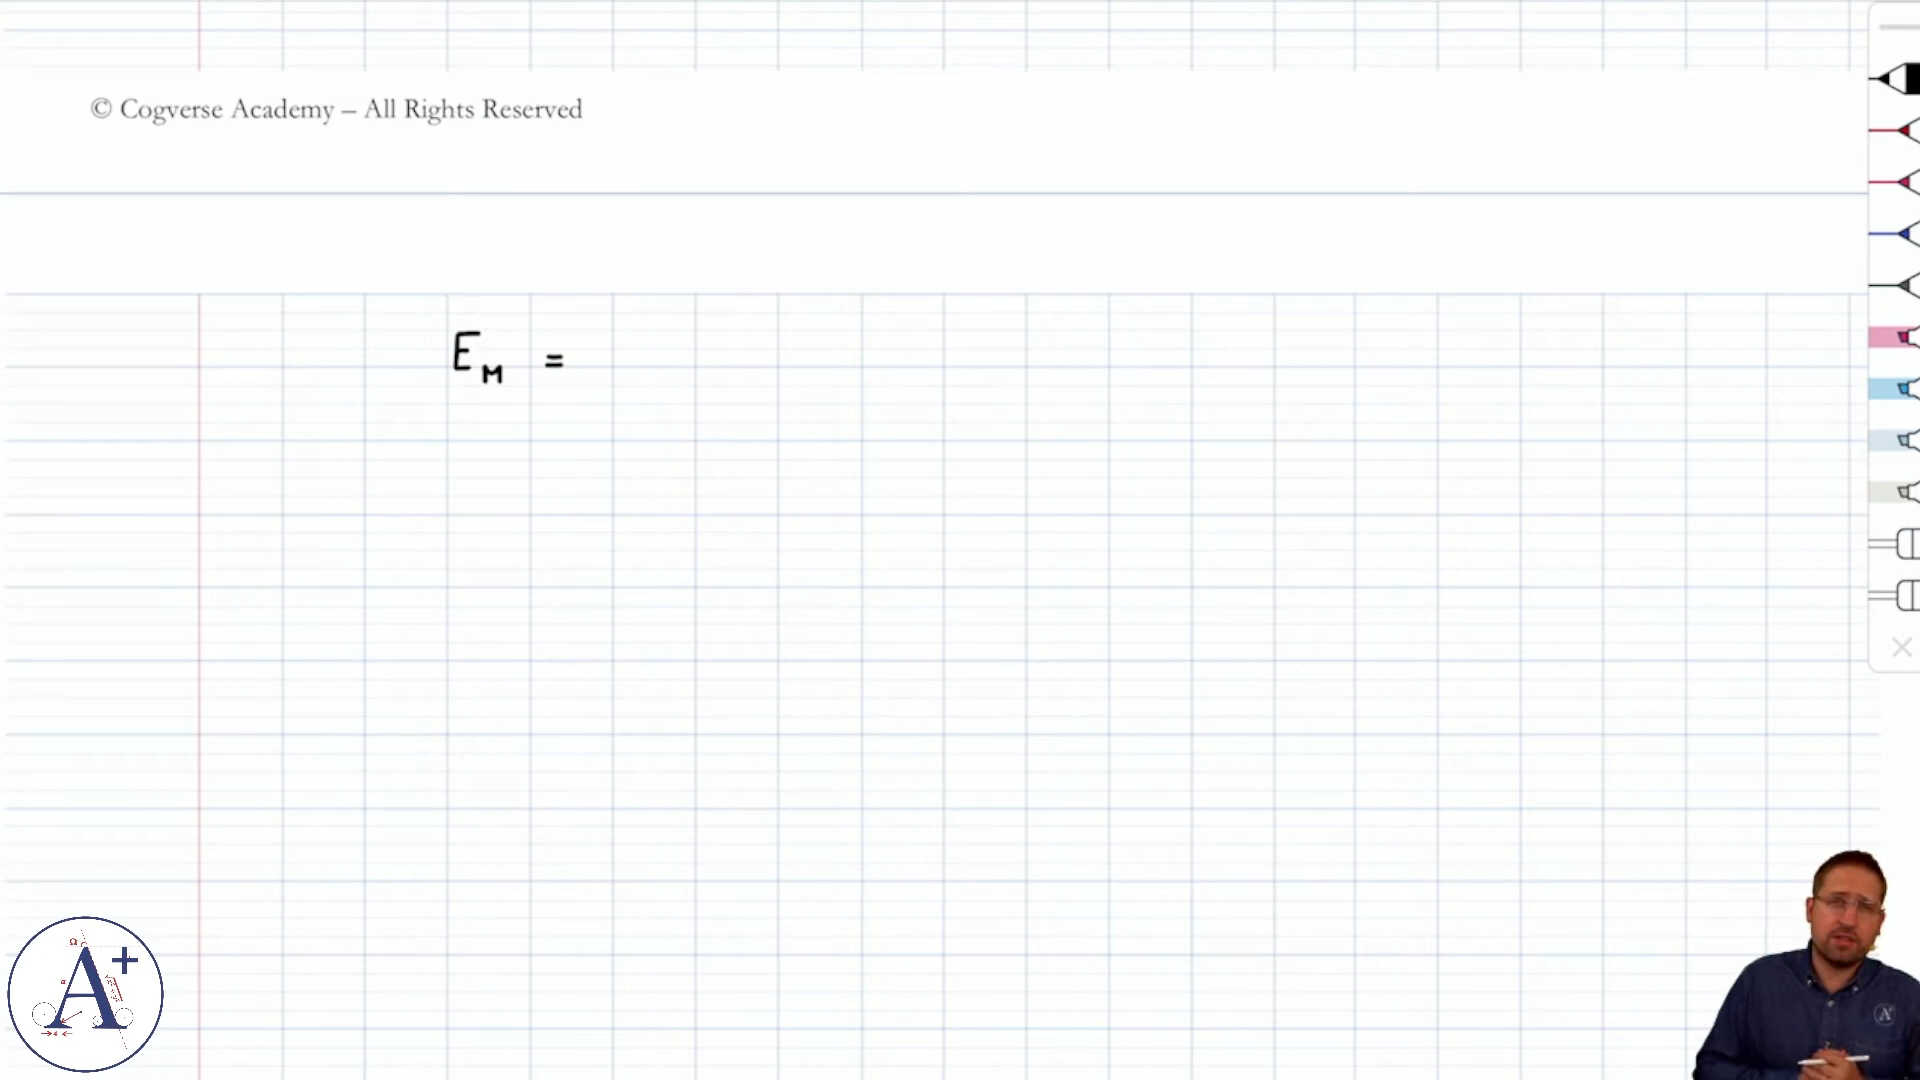 © Cogverse Academy – All Rights Reserved
E_M =
A+